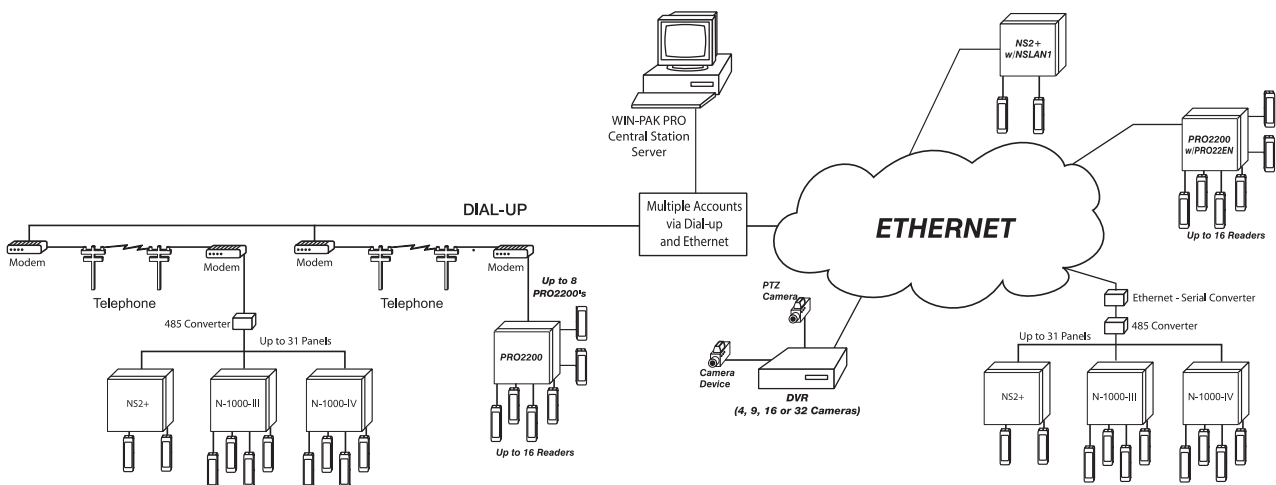 NS2+
w/NSLAN1
WIN-PAK PRO
Central Station
Server
PRO2200
w/PRO22EN
Up to 16 Readers
DIAL-UP
Multiple Accounts
via Dial-up
and Ethernet
ETHERNET
Modem
Modem
Modem
Modem
Telephone
Telephone
Up to 8
PRO2200's
PTZ
Camera
Ethernet - Serial Converter
485 Converter
485 Converter
Up to 31 Panels
Up to 31 Panels
PRO2200
Camera
Device
DVR
(4, 9, 16 or 32 Cameras)
NS2+
N-1000-III
N-1000-IV
NS2+
N-1000-III
N-1000-IV
Up to 16 Readers